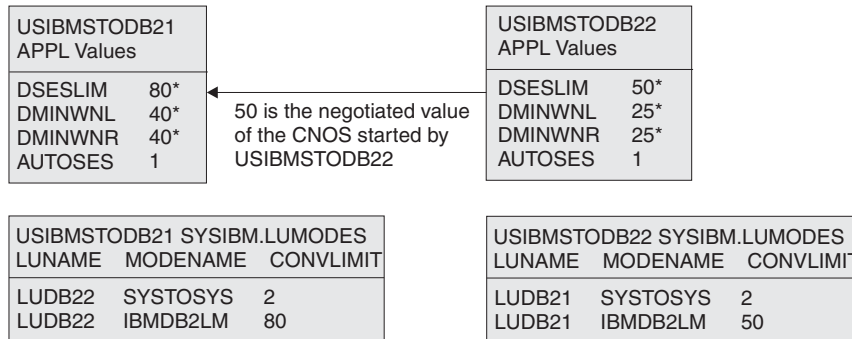 USIBMSTODB21
APPL Values
DSESLIM 80*
DMINWNL 40*
DMINWNR 40*
AUTOSES 1
50 is the negotiated value
of the CNOS started by
USIBMSTODB22
USIBMSTODB22
APPL Values
DSESLIM 50*
DMINWNL 25*
DMINWNR 25*
AUTOSES 1
USIBMSTODB21 SYSIBM.LUMODES
LUNAME MODENAME CONVLIMIT
LUDB22 SYSTOSYS 2
LUDB22 IBMDB2LM 80
USIBMSTODB22 SYSIBM.LUMODES
LUNAME MODENAME CONVLIMIT
LUDB21 SYSTOSYS 2
LUDB21 IBMDB2LM 50